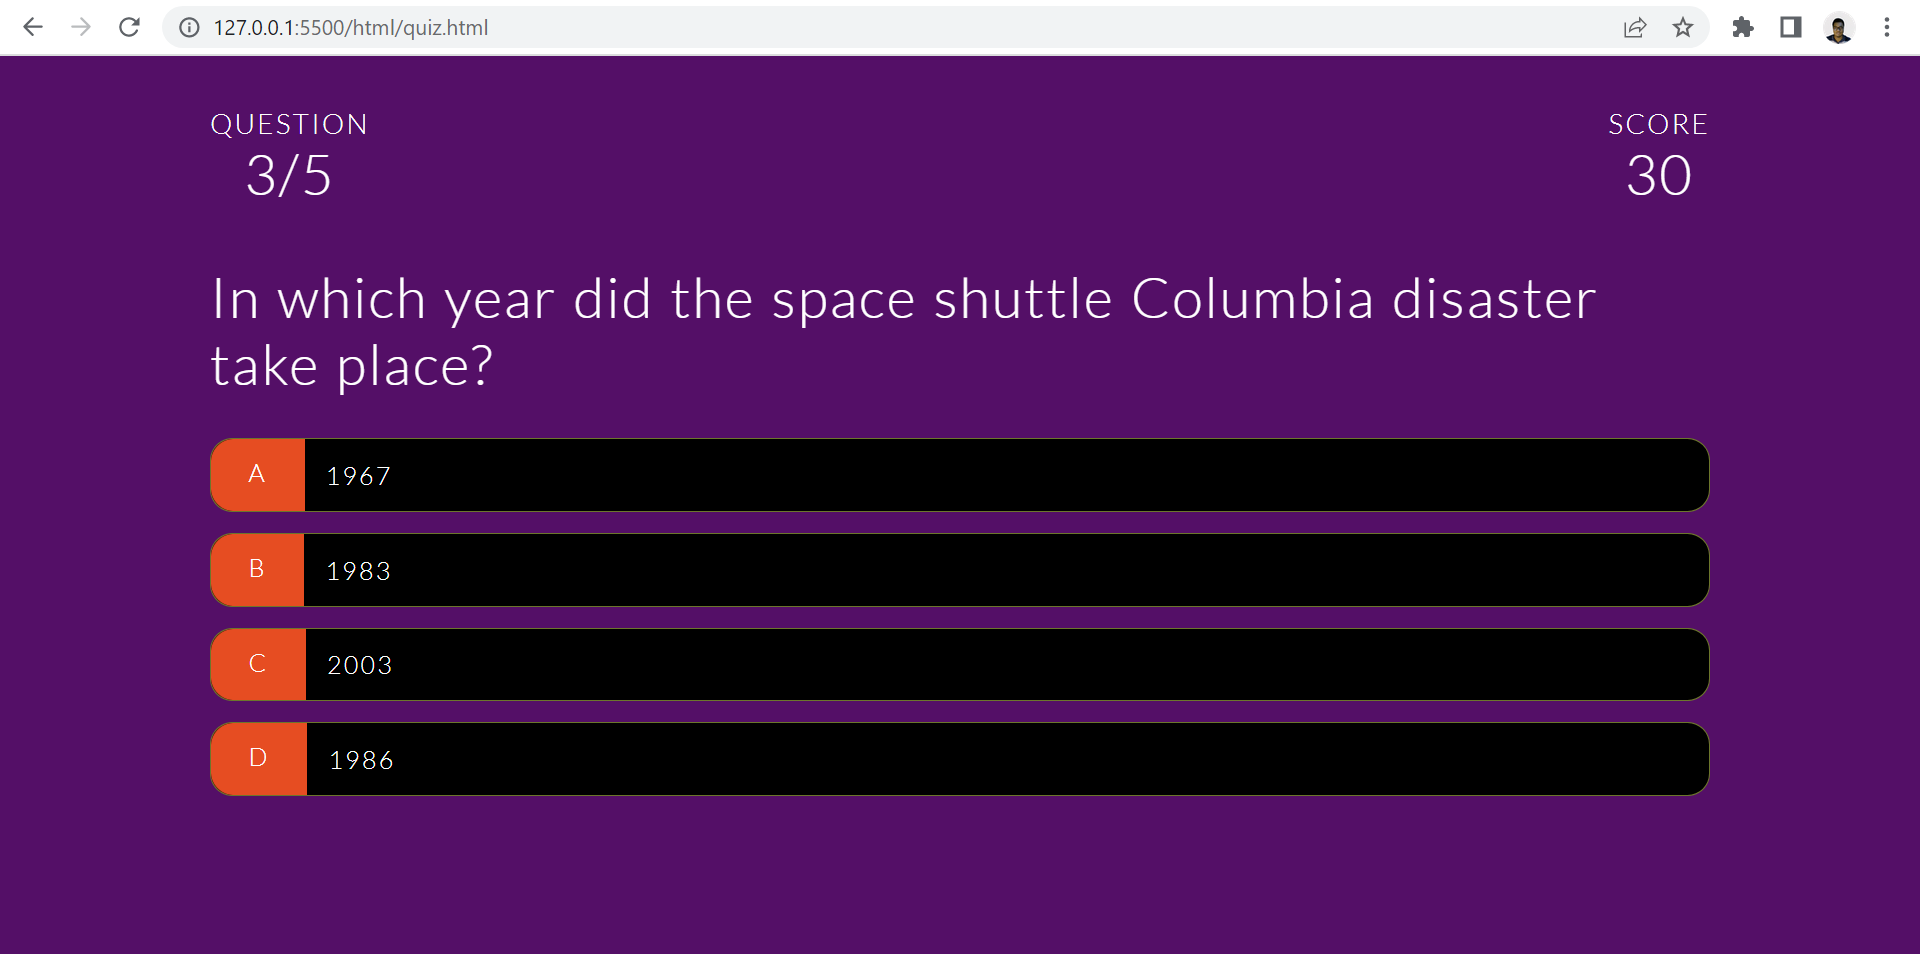 127.0.0.1:5500/html/quiz.html
QUESTION
3/5
SCORE
30
In which year did the space shuttle Columbia disaster
take place?
A 1967
B 1983
C 2003
D 1986